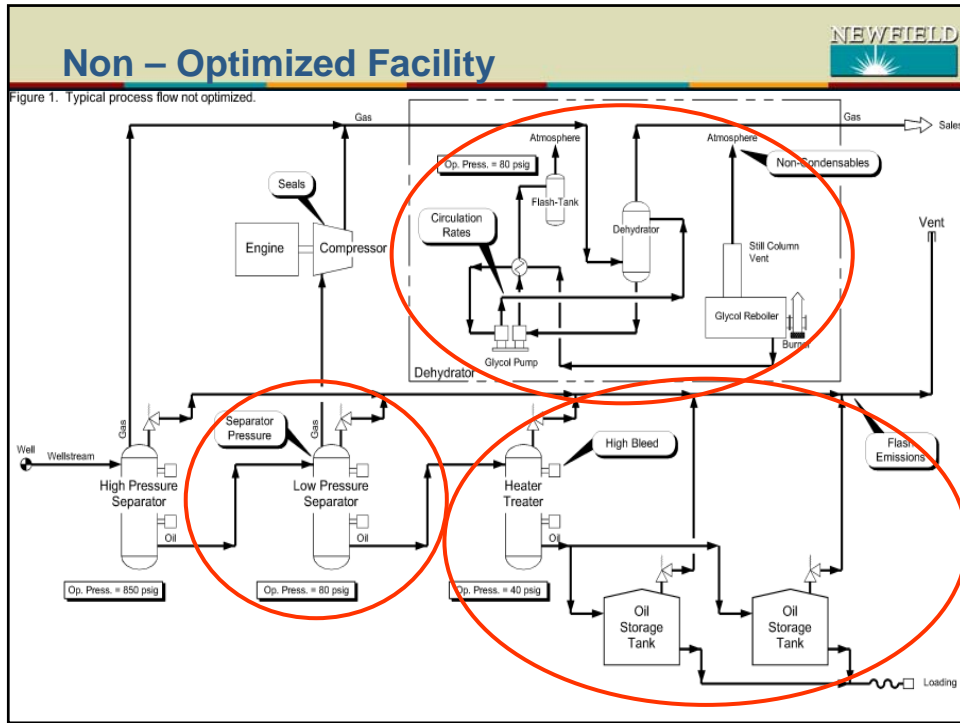 NEWFIELD
Non – Optimized Facility
Figure 1. Typical process flow not optimized.
Gas
Gas
Sales
Atmosphere
Atmosphere
Op. Press. = 80 psig
Non-Condensables
Seals
Flash-Tank
Circulation
Rates
Dehydrator
Vent
Engine
Compressor
Still Column
Vent
Glycol Reboiler
Burner
Glycol Pump
Dehydrator
Gas
Separator
Pressure
Gas
High Bleed
Flash
Emissions
Well
Wellstream
High Pressure
Separator
Low Pressure
Separator
Heater
Treater
Oil
Oil
Oil
Op. Press. = 850 psig
Op. Press. = 80 psig
Op. Press. = 40 psig
Oil
Storage
Tank
Oil
Storage
Tank
Loading